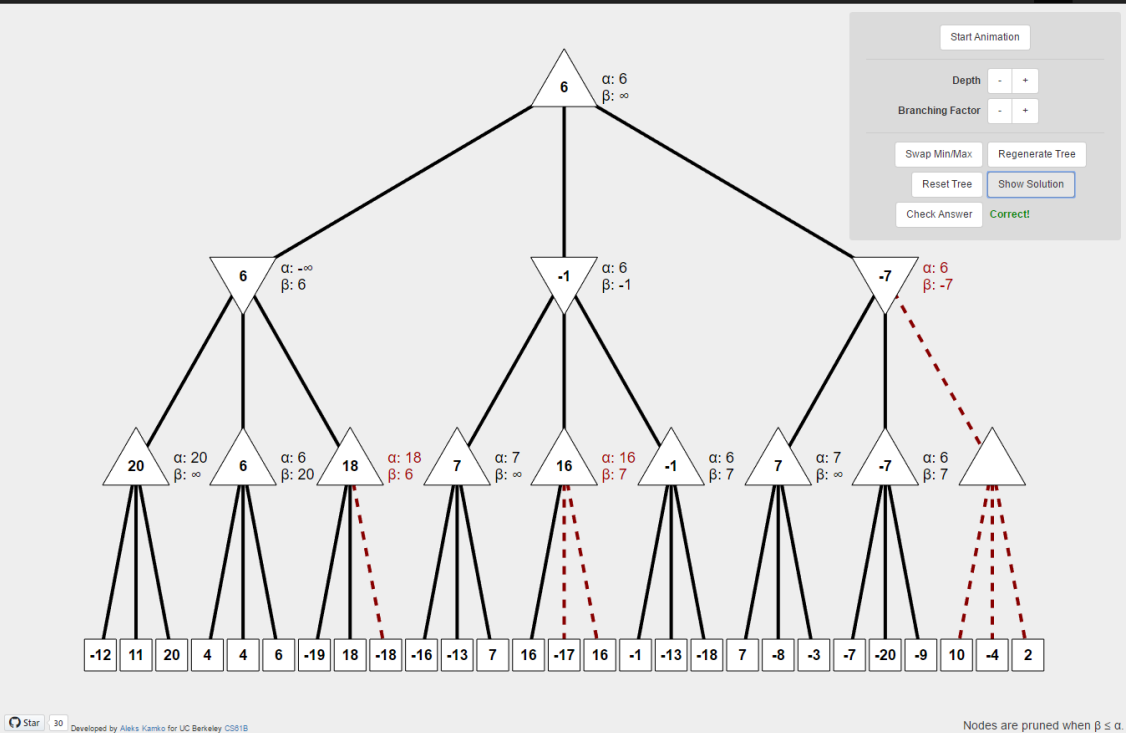 Start Animation
Depth - +
Branching Factor - +
Swap Min/Max Regenerate Tree
Reset Tree Show Solution
Check Answer Correct!
6 α: 6
β: ∞
6 α: -∞
β: 6
-1 α: 6
β: -1
-7 α: 6
β: -7
20 α: 20
β: ∞
6 α: 6
β: 20
18 α: 18
β: 6
7 α: 7
β: ∞
16 α: 16
β: 7
-1 α: 6
β: 7
7 α: 7
β: ∞
-7 α: 6
β: 7
-12 11 20 4 4 6 -19 18 -18 -16 -13 7 16 -17 16 -1 -13 -18 7 -8 -3 -7 -20 -9 10 -4 2
Star 30 Developed by Aleks Kamko for UC Berkeley CS61B
Nodes are pruned when β ≤ α.